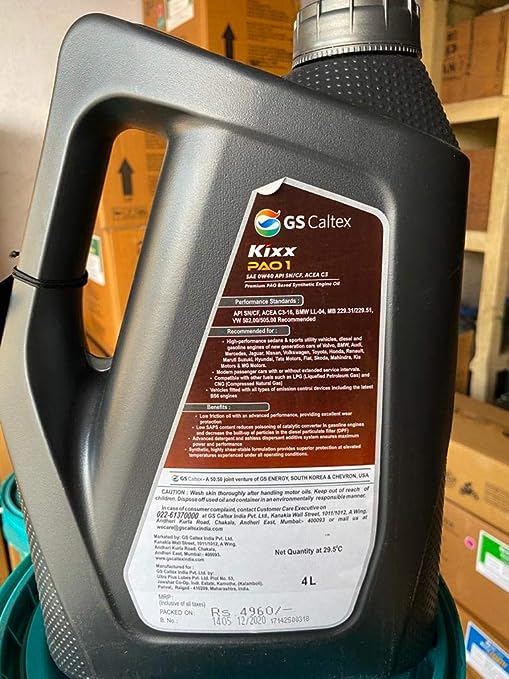 GS Caltex
Kixx
PAO 1
SAE 0W40 API SN/CF, ACEA C3
Premium PAO Based Synthetic Engine Oil
Performance Standards :
API SN/CF, ACEA C3-16, BMW LL-04, MB 229.31/229.51,
VW 502.00/505.00 Recommended
Recommended for :
• High-performance sedans & sports utility vehicles, diesel and
gasoline engines of new generation cars of Volvo, BMW, Audi,
Mercedes, Jaguar, Nissan, Volkswagen, Toyota, Honda, Renault,
Maruti Suzuki, Hyundai, Tata Motors, Fiat, Skoda, Mahindra, Kia
Motors & MG Motors.
• Modern passenger cars with or without extended service intervals.
• Compatible with other fuels such as LPG (Liquefied Petroleum Gas) and
CNG (Compressed Natural Gas)
• Vehicles fitted with all types of emission control devices including the latest
BS6 engines
Benefits :
• Low friction oil with an advanced performance, providing excellent wear
protection
• Low SAPS content reduces poisoning of catalytic converter in gasoline engines
and decrease the built-up of particles in the diesel particulate filter (DPF)
• Advanced detergent and ashless dispersant additive system ensures maximum
power and performance
• Synthetic, highly shear-stable formulation provides superior protection at elevated
temperatures experienced under all operating conditions.
GS Caltex - A 50:50 joint venture of GS ENERGY, SOUTH KOREA & CHEVRON, USA
CAUTION : Wash skin thoroughly after handling motor oils. Keep out of reach of
children. Dispose off used oil and container in an environmentally responsible manner.
In case of consumer complaint, contact Customer Care Executive on
022-61370000 at GS Caltex India Pvt Ltd., Kanakia Wall Street, 1011/1012, A Wing,
Andheri Kurla Road, Chakala, Andheri East, Mumbai - 400093 or mail us at
wecare@gscaltexindia.com
Marketed by: GS Caltex India Pvt. Ltd.
Kanakia Wall Street, 1011/1012, A Wing,
Andheri Kurla Road, Chakala,
Andheri East, Mumbai - 400093.
www.gscaltexindia.com
Net Quantity at 29.5°C
4 L
Manufactured for :
GS Caltex India Pvt. Ltd. by:
Ultra Plus Lubes Pvt. Ltd. Plot No. 53,
Jawahar Co-Op. Indl. Estate, Kamothe, (Kalamboli),
Panvel, Raigad - 410209, Maharashtra, India.
MRP :
(Inclusive of all taxes)
Rs. 4960/-
PACKED ON:
B. No. :
1405 12/2020 17142500318